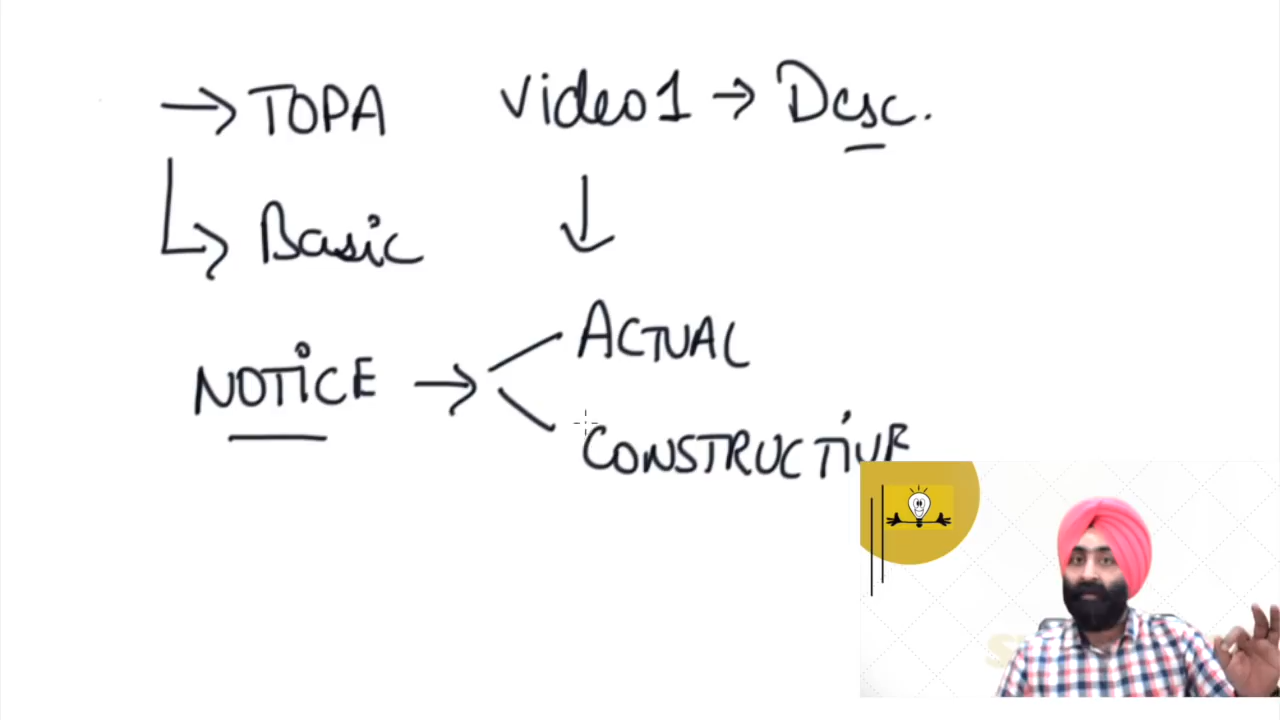 → TOPA video1 → Desc.
Basic
NOTICE → ACTUAL
CONSTRUCTIVE